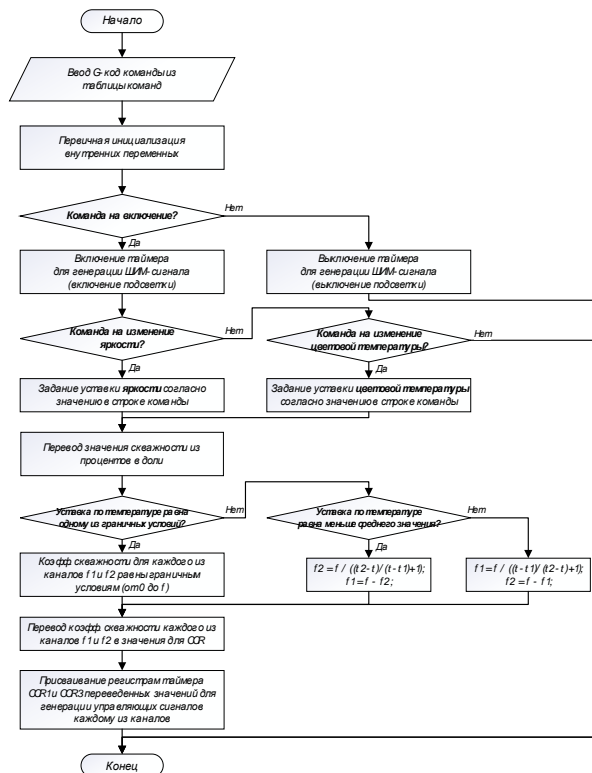 Начало
Ввод G-код команды из
таблицы команд
Первичная инициализация
внутренних переменных
Команда на включение?
Нет
Да
Включение таймера
для генерации ШИМ-сигнала
(включение подсветки)
Выключение таймера
для генерации ШИМ-сигнала
(выключение подсветки)
Команда на изменение
яркости?
Нет
Команда на изменение
цветовой температуры?
Нет
Да
Да
Задание уставки яркости согласно
значению в строке команды
Задание уставки цветовой температуры
согласно значению в строке команды
Перевод значения скважности из
процентов в доли
Уставка по температуре равна
одному из граничных условий?
Нет
Уставка по температуре
равна меньше среднего значения?
Нет
Да
Да
Коэфф скважности для каждого из
каналов f1 и f2 равны граничным
условиям (от 0 до f)
f2 = f / ((t2-t)/(t-t1)+1);
f1 = f - f2;
f1 = f / ((t-t1)/(t2-t)+1);
f2 = f - f1;
Перевод коэфф. скважности каждого из
каналов f1 и f2 в значения для CCR
Присваивание регистрам таймера
CCR1 и CCR3 переведенных значений для
генерации управляющих сигналов
каждому из каналов
Конец